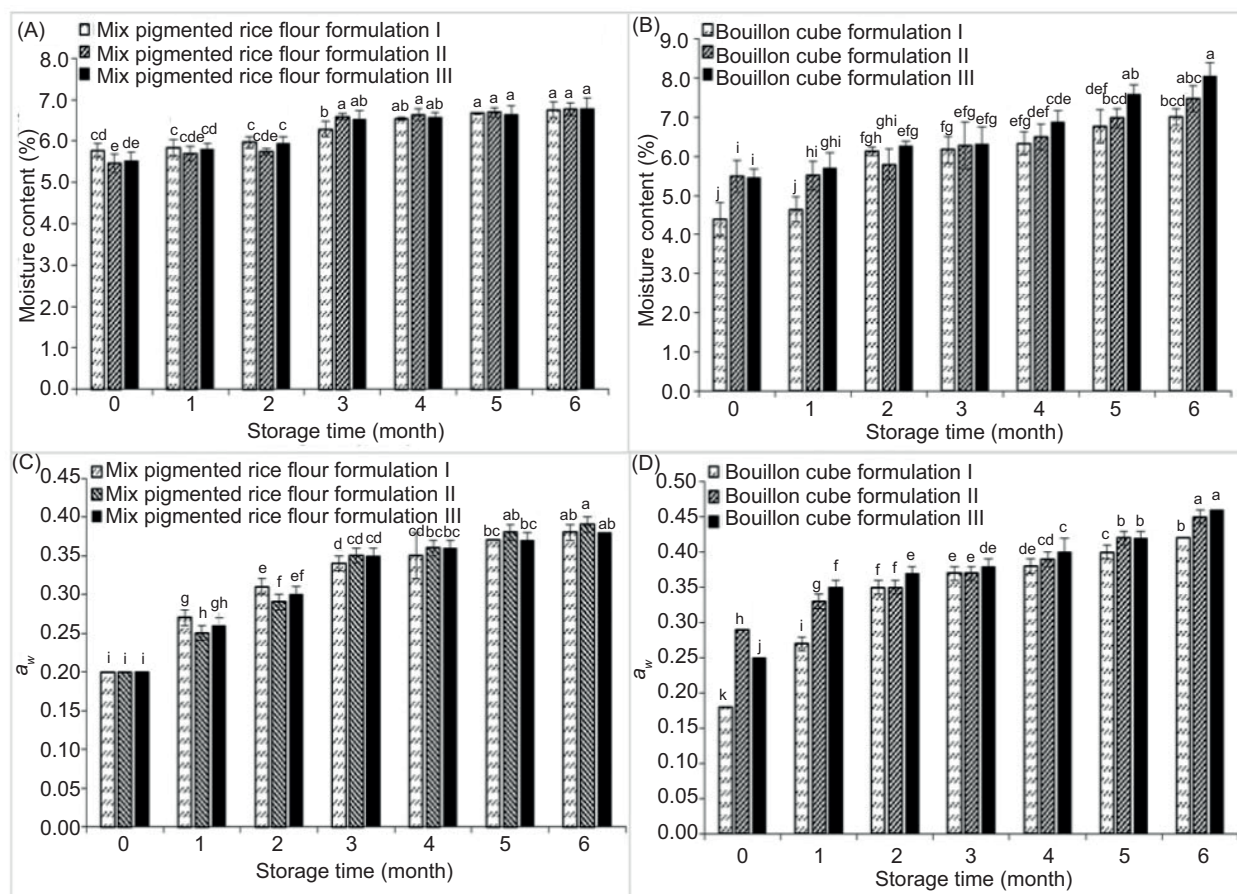 (A)
Mix pigmented rice flour formulation I
Mix pigmented rice flour formulation II
Mix pigmented rice flour formulation III
8.0
7.0
6.0
5.0
4.0
3.0
2.0
1.0
0.0
Moisture content (%)
cd e de
c cde cd
c cde c
b a ab
ab a ab
a a a
a a a
0 1 2 3 4 5 6
Storage time (month)
(B)
Bouillon cube formulation I
Bouillon cube formulation II
Bouillon cube formulation III
9.0
8.0
7.0
6.0
5.0
4.0
3.0
2.0
1.0
0.0
Moisture content (%)
j i i
j hi ghi
fgh ghi efg
fg efg efg
efg def cde
def bcd ab
bcd abc a
0 1 2 3 4 5 6
Storage time (month)
(C)
Mix pigmented rice flour formulation I
Mix pigmented rice flour formulation II
Mix pigmented rice flour formulation III
0.45
0.40
0.35
0.30
0.25
0.20
0.15
0.10
0.05
0.00
a_w
i i i
g h gh
e f ef
d cd cd
cd bc bc
bc ab bc
ab a ab
0 1 2 3 4 5 6
Storage time (month)
(D)
Bouillon cube formulation I
Bouillon cube formulation II
Bouillon cube formulation III
0.50
0.45
0.40
0.35
0.30
0.25
0.20
0.15
0.10
0.05
0.00
a_w
k h j
i g f
f f e
e e de
de cd c
c b b
b a a
0 1 2 3 4 5 6
Storage time (month)